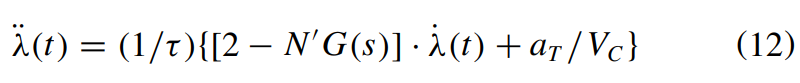 λ̈(t) = (1/τ){[2 − N′G(s)] · λ̇(t) + a_T/V_C} (12)